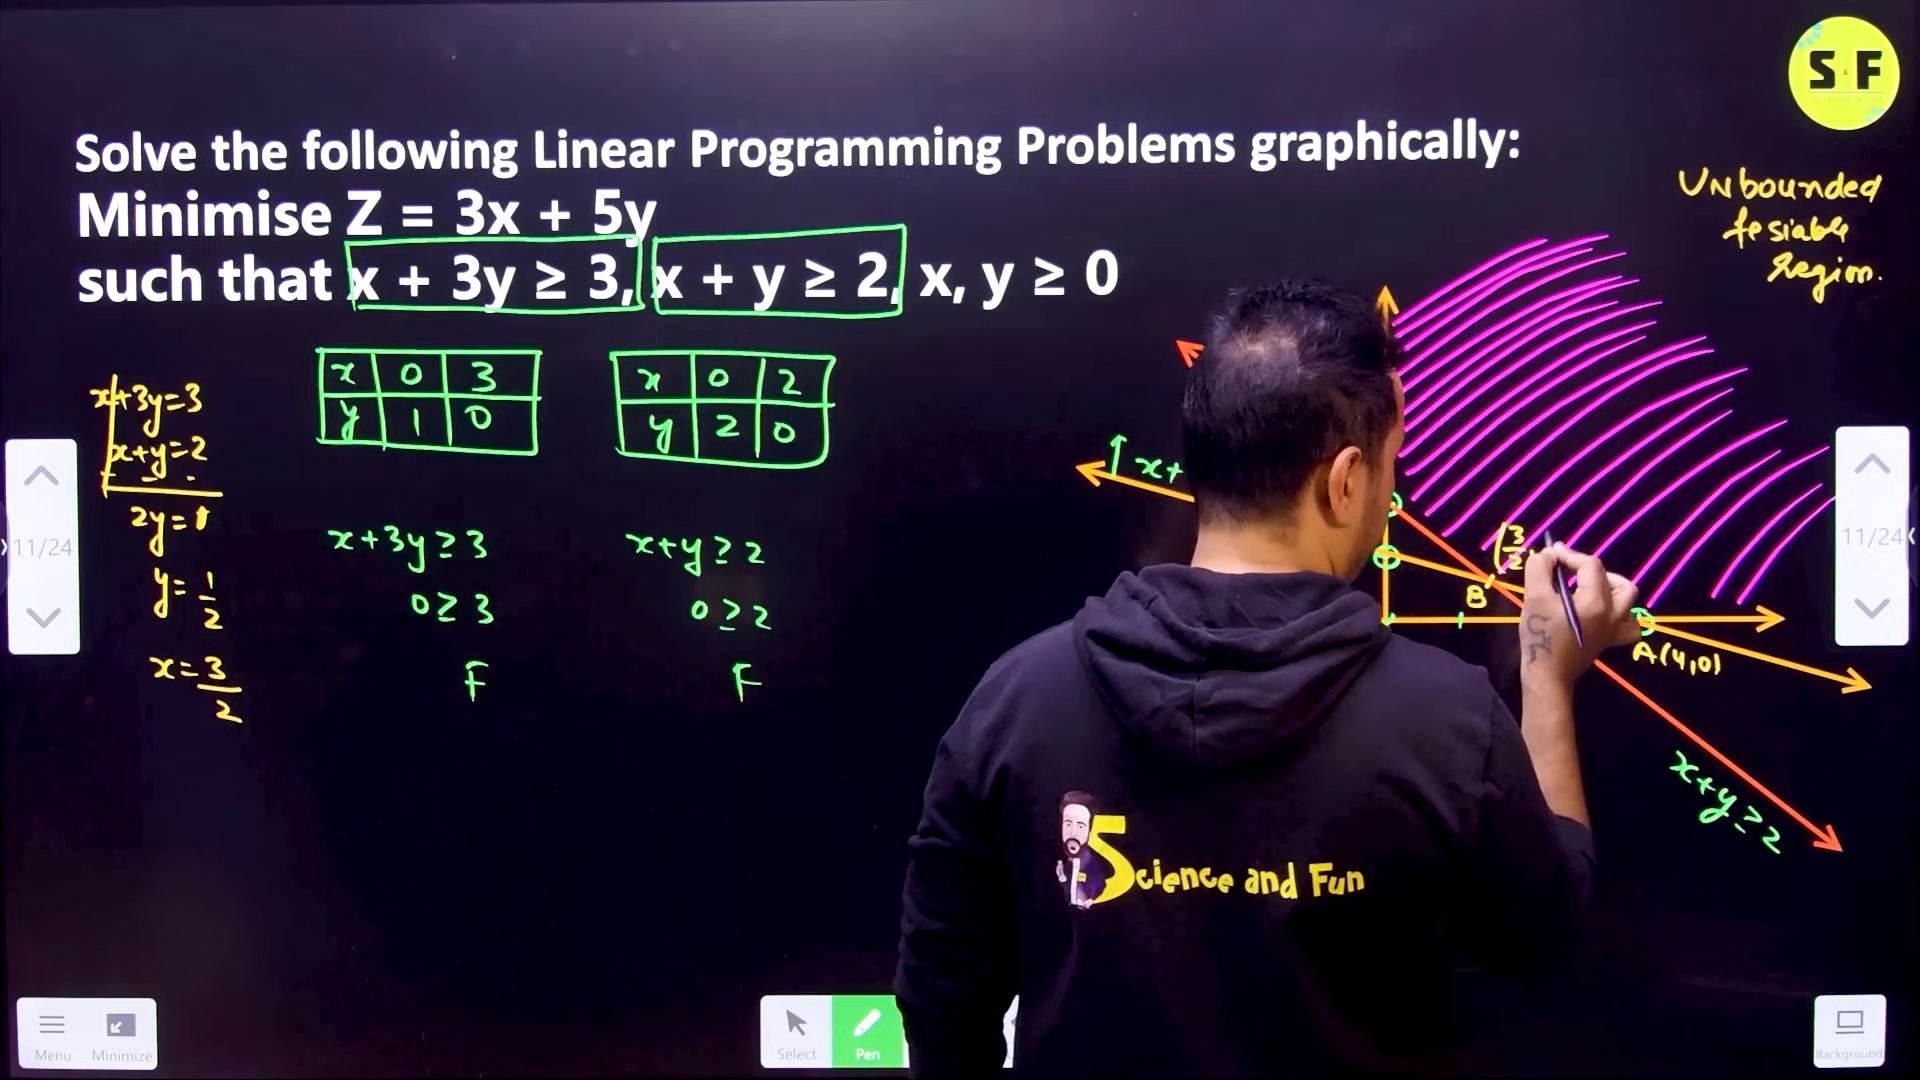 S & F
Solve the following Linear Programming Problems graphically:
Minimise Z = 3x + 5y
such that x + 3y ≥ 3, x + y ≥ 2, x, y ≥ 0
UNbounded
fesiable
Region.
x+3y=3
x+y=2
- - -
2y=1
y=1/2
x=3/2
x 0 3
y 1 0
x 0 2
y 2 0
x+3y≥3
0≥3
F
x+y≥2
0≥2
F
x+
(3/2,
B
A(4,0)
x+y≥2
11/24
11/24
Science and Fun
Menu
Minimize
Select
Pen
Background